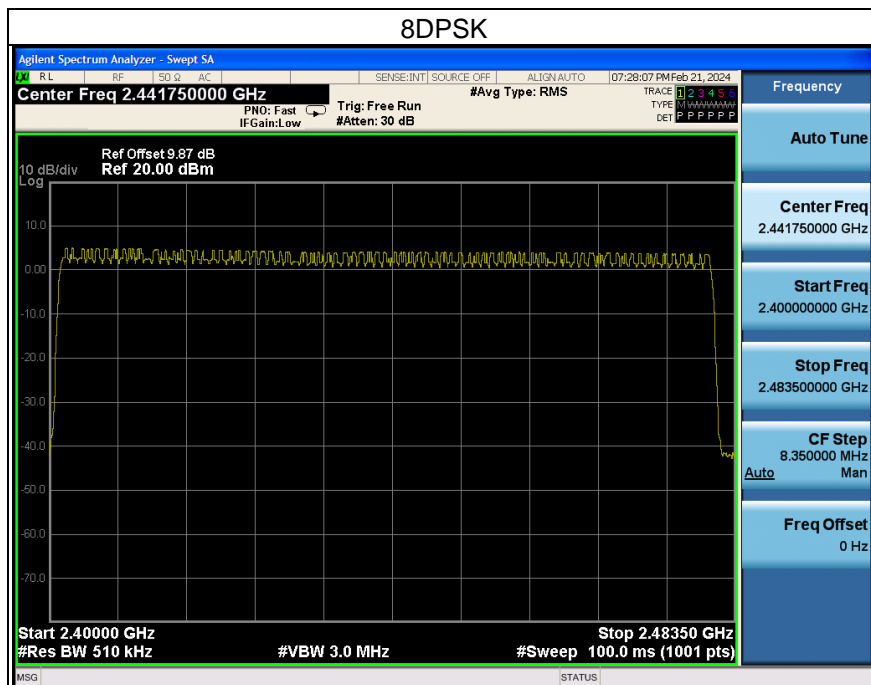 8DPSK
Agilent Spectrum Analyzer - Swept SA
LXI RL RF 50 Ω AC SENSE:INT SOURCE OFF ALIGN AUTO 07:28:07 PM Feb 21, 2024
Center Freq 2.441750000 GHz #Avg Type: RMS TRACE 1 2 3 4 5 6
PNO: Fast Trig: Free Run TYPE M WWWWW
IFGain:Low #Atten: 30 dB DET P P P P P P
Ref Offset 9.87 dB
10 dB/div Ref 20.00 dBm
Log
10.0
0.00
-10.0
-20.0
-30.0
-40.0
-50.0
-60.0
-70.0
Start 2.40000 GHz Stop 2.48350 GHz
#Res BW 510 kHz #VBW 3.0 MHz #Sweep 100.0 ms (1001 pts)
MSG STATUS
Frequency
Auto Tune
Center Freq
2.441750000 GHz
Start Freq
2.400000000 GHz
Stop Freq
2.483500000 GHz
CF Step
8.350000 MHz
Auto Man
Freq Offset
0 Hz